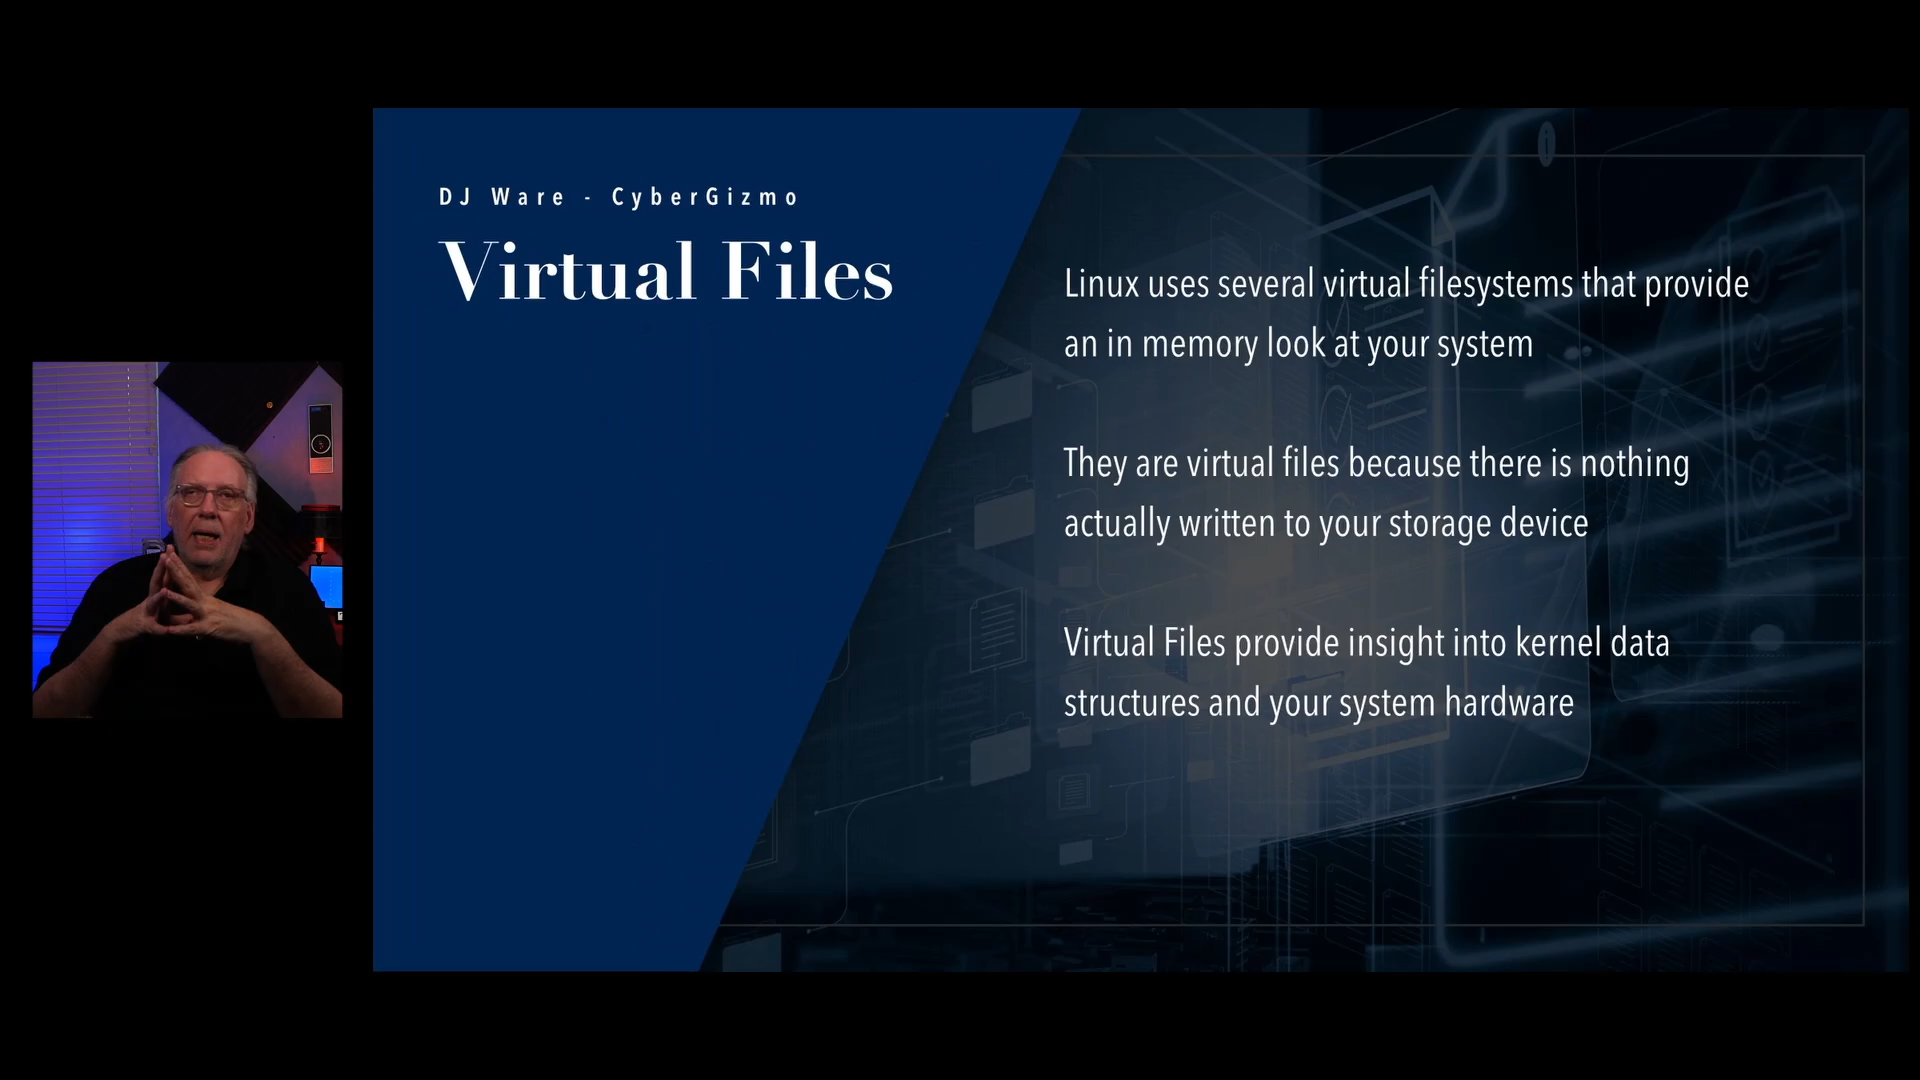 DJ Ware - CyberGizmo
Virtual Files
Linux uses several virtual filesystems that provide
an in memory look at your system
They are virtual files because there is nothing
actually written to your storage device
Virtual Files provide insight into kernel data
structures and your system hardware